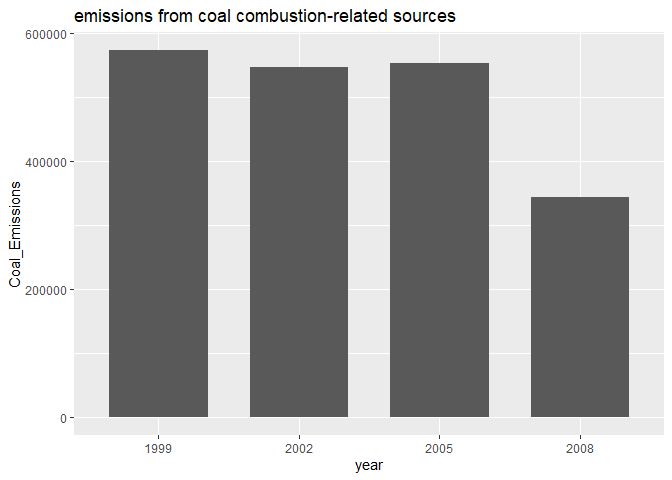 emissions from coal combustion-related sources
600000
400000
200000
0
Coal_Emissions
1999 2002 2005 2008
year